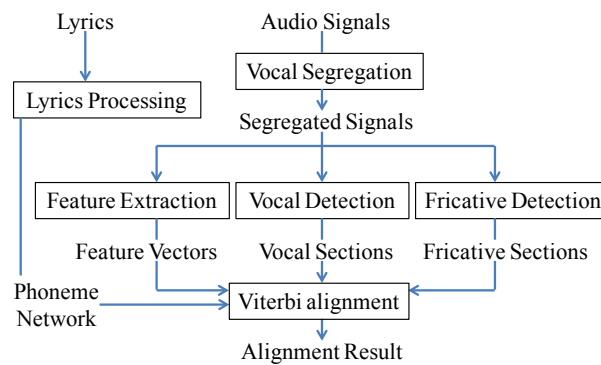 Lyrics
Audio Signals
Vocal Segregation
Lyrics Processing
Segregated Signals
Feature Extraction
Vocal Detection
Fricative Detection
Feature Vectors
Vocal Sections
Fricative Sections
Phoneme
Network
Viterbi alignment
Alignment Result